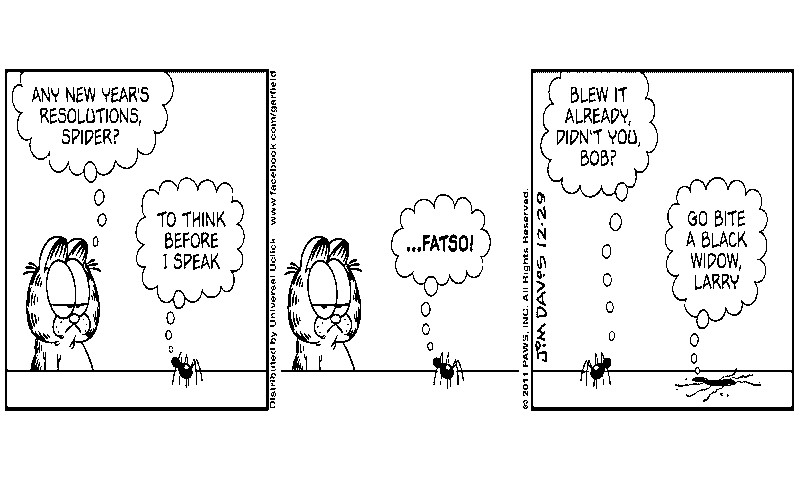 ANY NEW YEAR'S
RESOLUTIONS,
SPIDER?
TO THINK
BEFORE
I SPEAK
Distributed by Universal Uclick www.facebook.com/garfield
...FATSO!
© 2011 PAWS, INC. All Rights Reserved.
JIM DAVIS 12·29
BLEW IT
ALREADY,
DIDN'T YOU,
BOB?
GO BITE
A BLACK
WIDOW,
LARRY